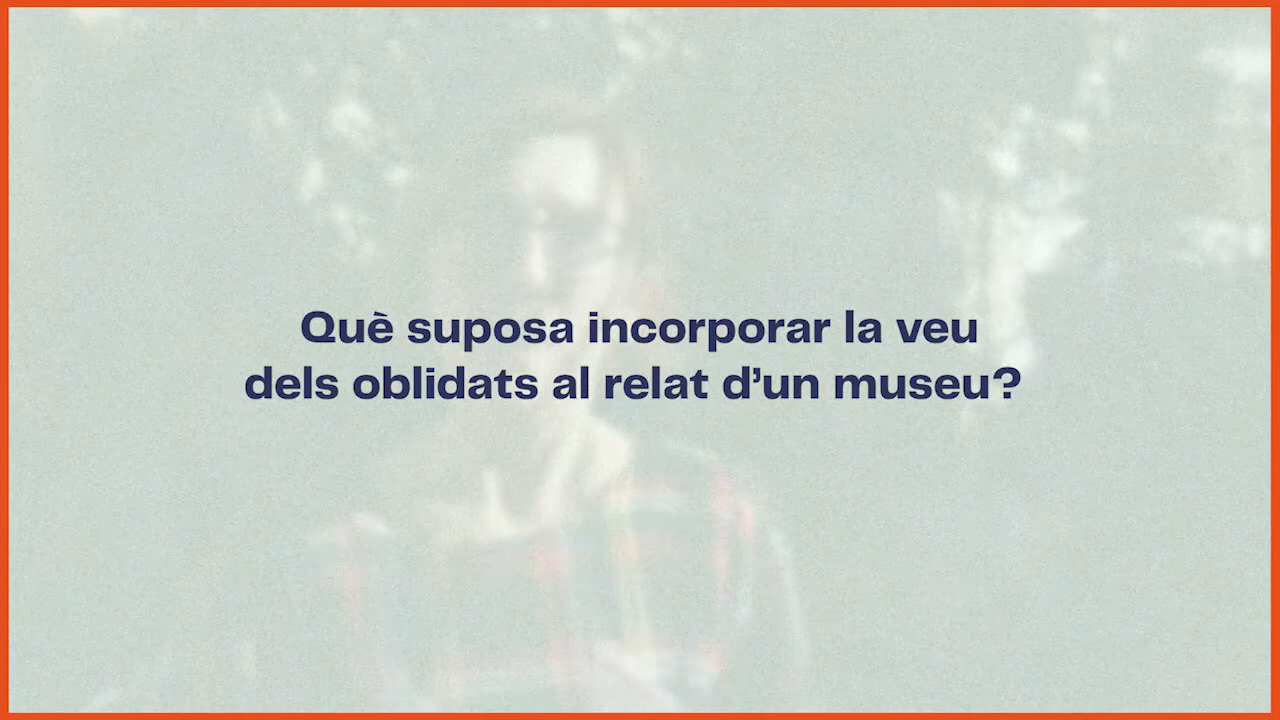 Què suposa incorporar la veu
dels oblidats al relat d’un museu?